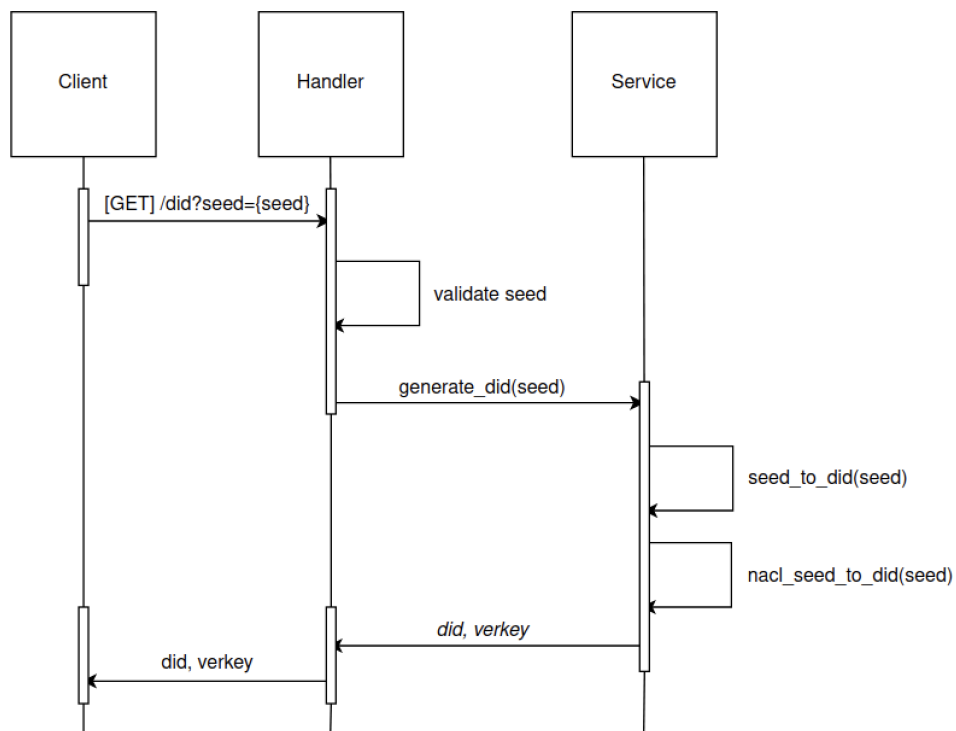 Client
Handler
Service
[GET] /did?seed={seed}
validate seed
generate_did(seed)
seed_to_did(seed)
nacl_seed_to_did(seed)
did, verkey
did, verkey